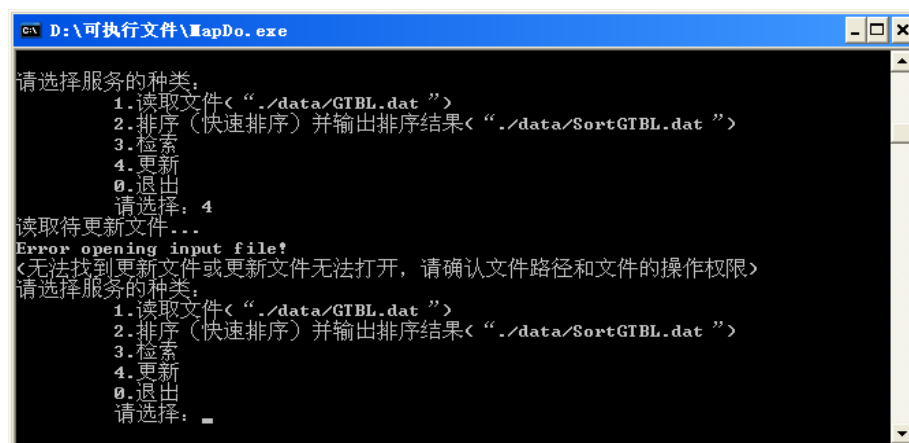 D:\可执行文件\MapDo.exe
请选择服务的种类:
1.读取文件(“./data/GTBL.dat ”)
2.排序（快速排序）并输出排序结果(“./data/SortGTBL.dat ”)
3.检索
4.更新
0.退出
请选择: 4
读取待更新文件...
Error opening input file!
(无法找到更新文件或更新文件无法打开，请确认文件路径和文件的操作权限)
请选择服务的种类:
1.读取文件(“./data/GTBL.dat ”)
2.排序（快速排序）并输出排序结果(“./data/SortGTBL.dat ”)
3.检索
4.更新
0.退出
请选择: